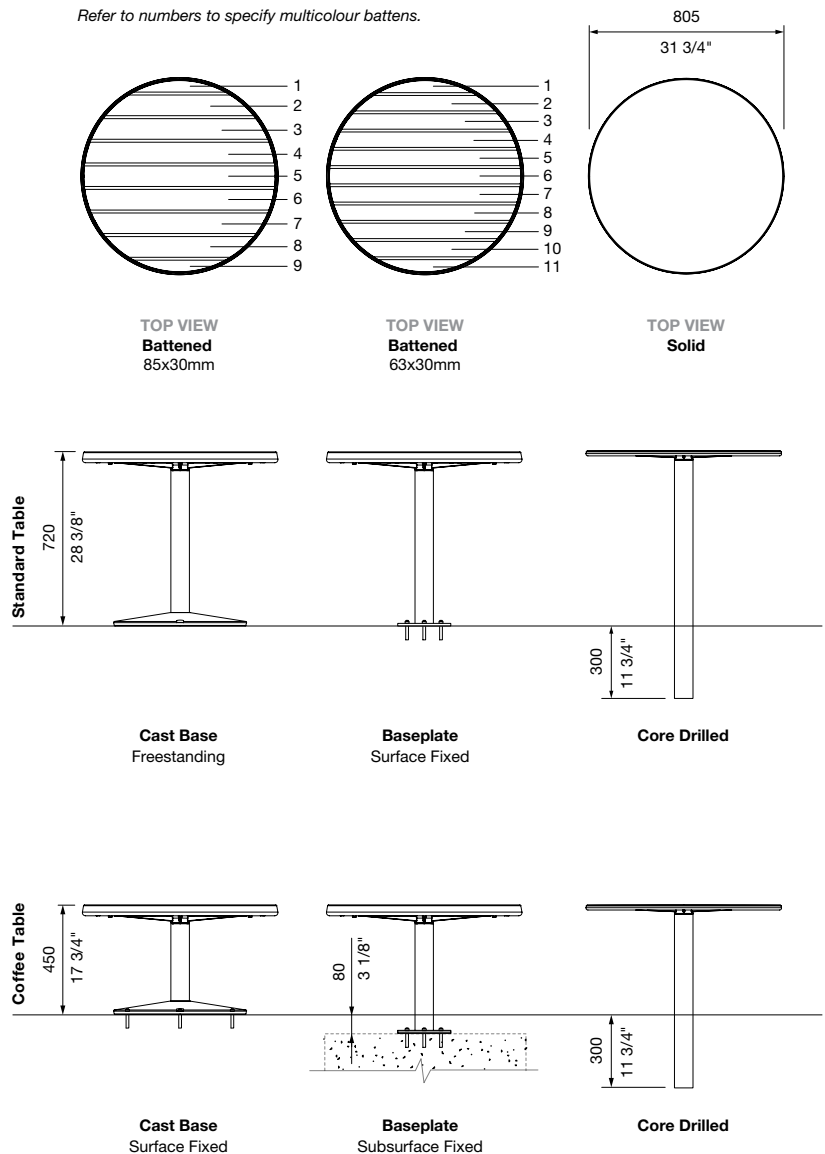 Refer to numbers to specify multicolour battens.
805
31 3/4"
1
2
3
4
5
6
7
8
9
1
2
3
4
5
6
7
8
9
10
11
TOP VIEW
Battened
85x30mm
TOP VIEW
Battened
63x30mm
TOP VIEW
Solid
Standard Table
720
28 3/8"
300
11 3/4"
Cast Base
Freestanding
Baseplate
Surface Fixed
Core Drilled
Coffee Table
450
17 3/4"
80
3 1/8"
300
11 3/4"
Cast Base
Surface Fixed
Baseplate
Subsurface Fixed
Core Drilled